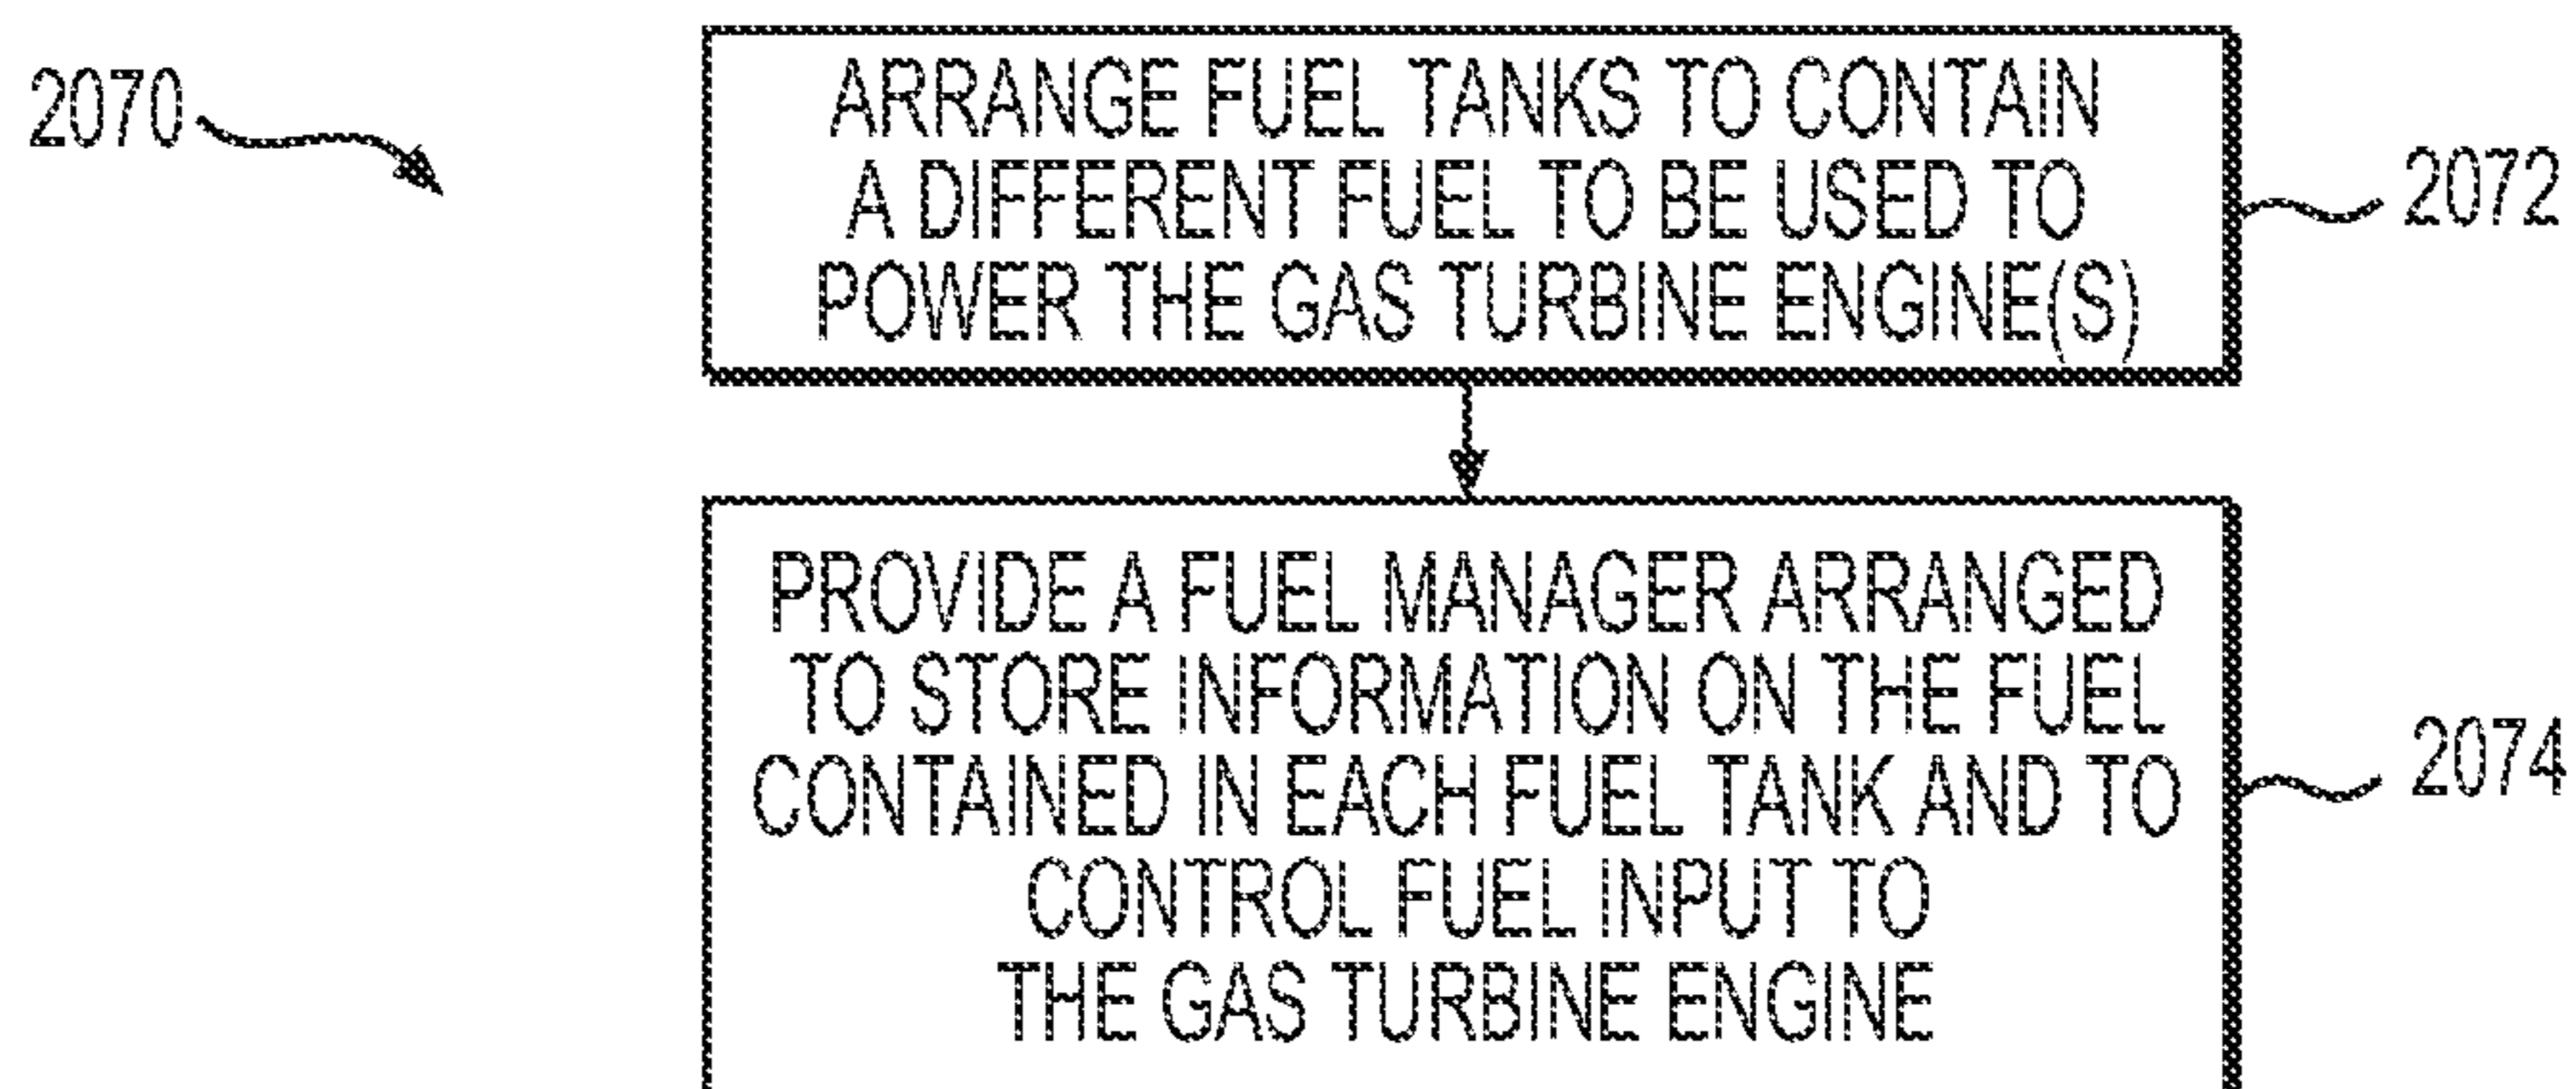 2070
ARRANGE FUEL TANKS TO CONTAIN
A DIFFERENT FUEL TO BE USED TO
POWER THE GAS TURBINE ENGINE(S)
2072
PROVIDE A FUEL MANAGER ARRANGED
TO STORE INFORMATION ON THE FUEL
CONTAINED IN EACH FUEL TANK AND TO
CONTROL FUEL INPUT TO
THE GAS TURBINE ENGINE
2074